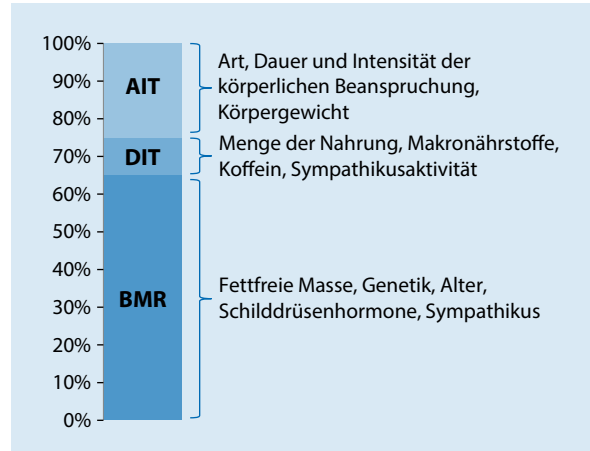 100%
90%
80%
70%
60%
50%
40%
30%
20%
10%
0%
AIT
DIT
BMR
Art, Dauer und Intensität der
körperlichen Beanspruchung,
Körpergewicht
Menge der Nahrung, Makronährstoffe,
Koffein, Sympathikusaktivität
Fettfreie Masse, Genetik, Alter,
Schilddrüsenhormone, Sympathikus